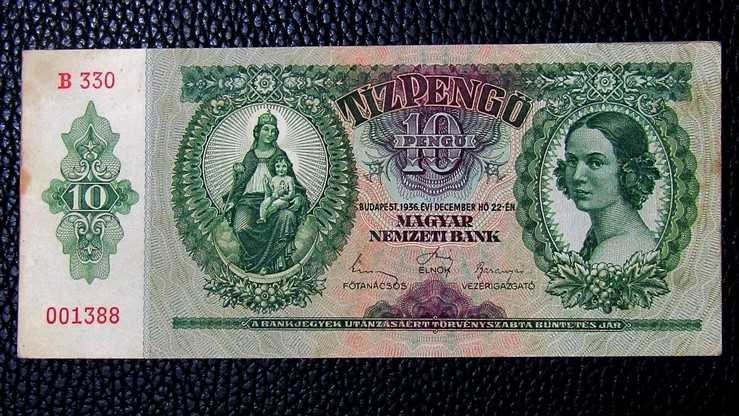 B 330
10
001388
TÍZPENGŐ
10
PENGŐ
BUDAPEST, 1936. ÉVI DECEMBER HÓ 22-ÉN.
MAGYAR
NEMZETI BANK
ELNÖK
FŐTANÁCSOS VEZÉRIGAZGATÓ
A BANKJEGYEK UTÁNZÁSÁÉRT TÖRVÉNYSZABTA BÜNTETÉS JÁR